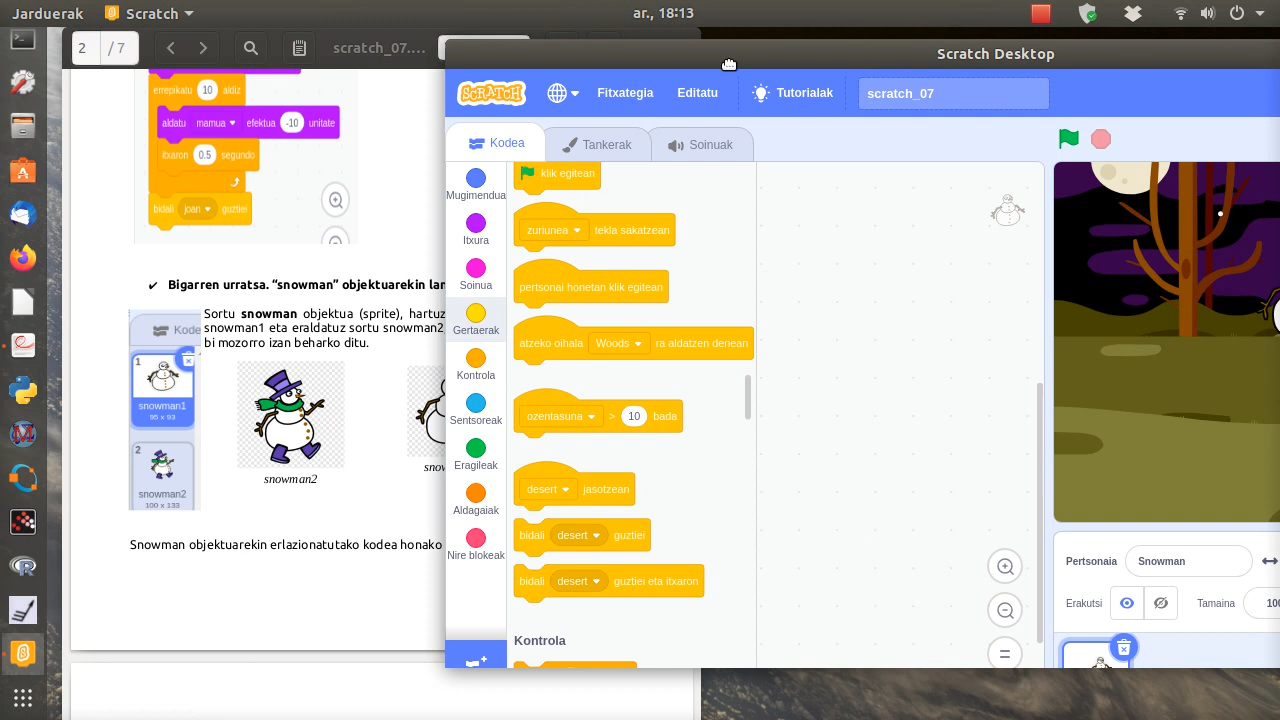 Jarduerak
Scratch
ar., 18:13
2
/ 7
scratch_07....
errepikatu 10 aldiz
aldatu mamua efektua -10 unitate
itxaron 0.5 segundo
bidali joan guztiei
✔ Bigarren urratsa. “snowman” objektuarekin lan
Sortu snowman objektua (sprite), hartuz
snowman1 eta eraldatuz sortu snowman2,
bi mozorro izan beharko ditu.
Kode
1
snowman1
95 x 93
2
snowman2
100 x 133
snowman2
snow
Snowman objektuarekin erlazionatutako kodea honako
Scratch Desktop
SCRATCH
Fitxategia
Editatu
Tutorialak
scratch_07
Kodea
Tankerak
Soinuak
Mugimendua
Itxura
Soinua
Gertaerak
Kontrola
Sentsoreak
Eragileak
Aldagaiak
Nire blokeak
klik egitean
zuriunea tekla sakatzean
pertsonai honetan klik egitean
atzeko oihala Woods ra aldatzen denean
ozentasuna > 10 bada
desert jasotzean
bidali desert guztiei
bidali desert guztiei eta itxaron
Kontrola
Pertsonaia
Snowman
Erakutsi
Tamaina
100